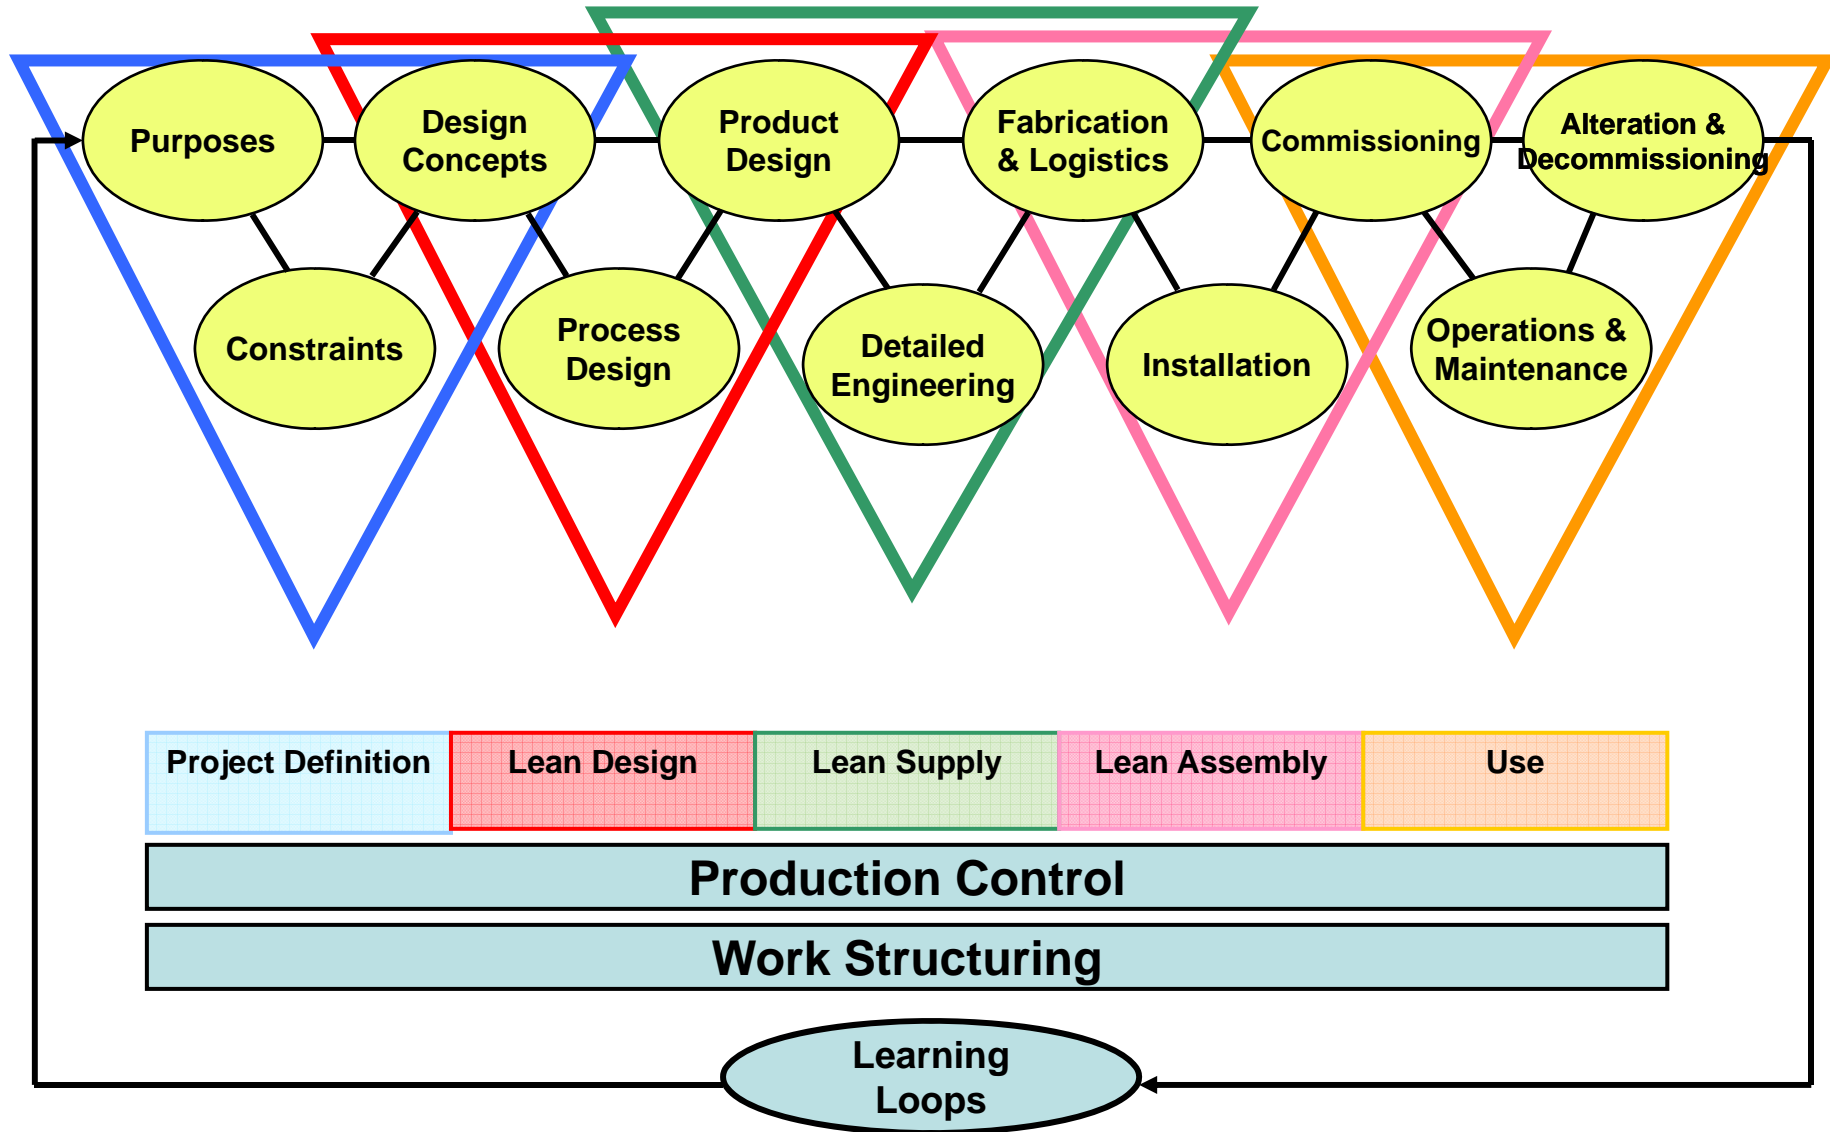 Purposes
Design
Concepts
Product
Design
Fabrication
& Logistics
Commissioning
Alteration &
Decommissioning
Constraints
Process
Design
Detailed
Engineering
Installation
Operations &
Maintenance
Project Definition
Lean Design
Lean Supply
Lean Assembly
Use
Production Control
Work Structuring
Learning
Loops